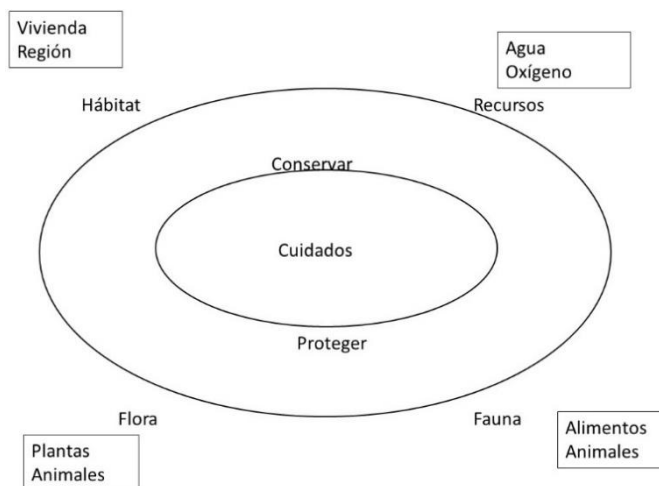 Vivienda
Región
Agua
Oxígeno
Hábitat
Recursos
Conservar
Cuidados
Proteger
Flora
Fauna
Plantas
Animales
Alimentos
Animales